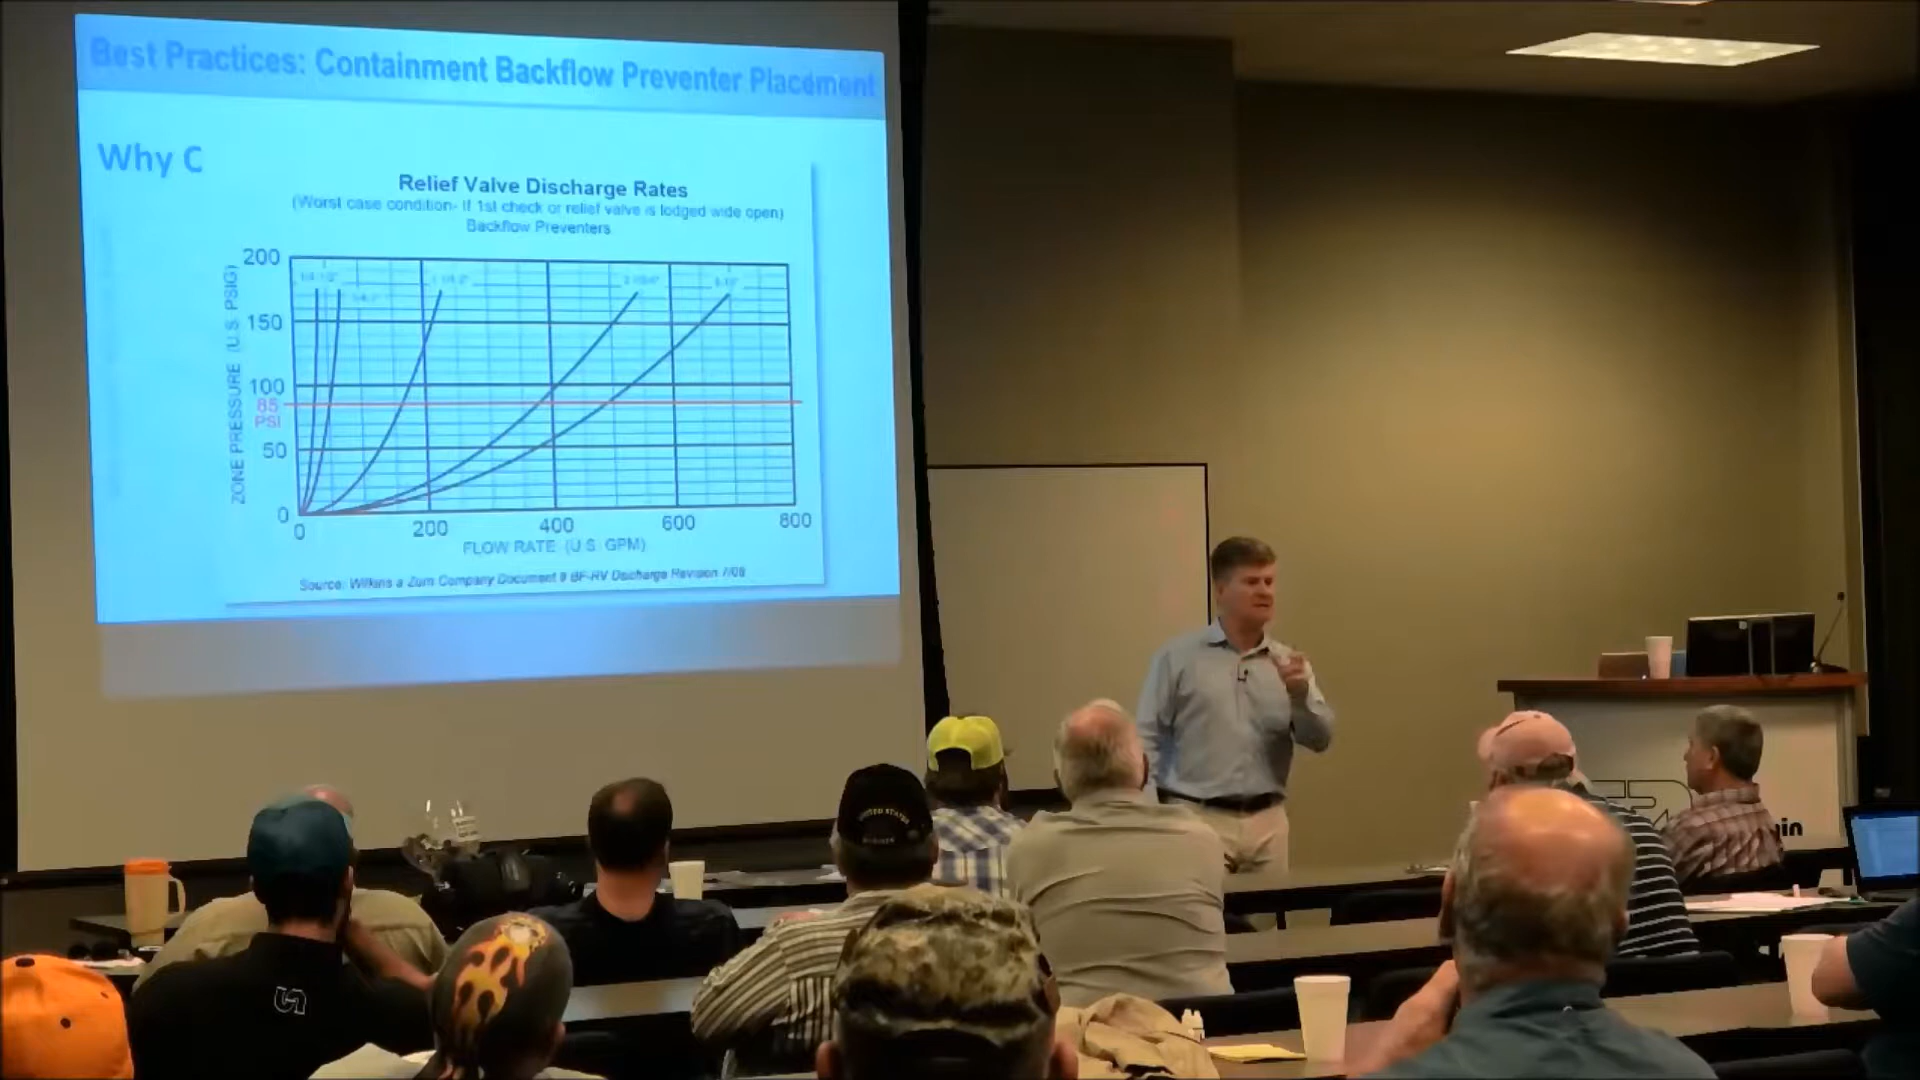 Best Practices: Containment Backflow Preventer Placement
Why C
Relief Valve Discharge Rates
(Worst case condition- if 1st check or relief valve is lodged wide open)
Backflow Preventers
ZONE PRESSURE (U.S. PSIG)
200
150
100
85
PSI
50
0
0
200
400
600
800
FLOW RATE (U.S. GPM)
Source: Wilkins a Zurn Company Document # BF-RV Discharge Revision 7/08
UNITED STATES